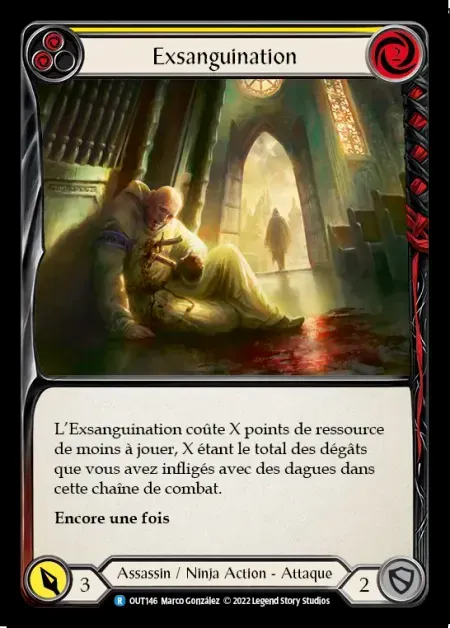 Exsanguination
2
L'Exsanguination coûte X points de ressource
de moins à jouer, X étant le total des dégâts
que vous avez infligés avec des dagues dans
cette chaîne de combat.
Encore une fois
3
Assassin / Ninja Action - Attaque
2
R OUT146 Marco González © 2022 Legend Story Studios